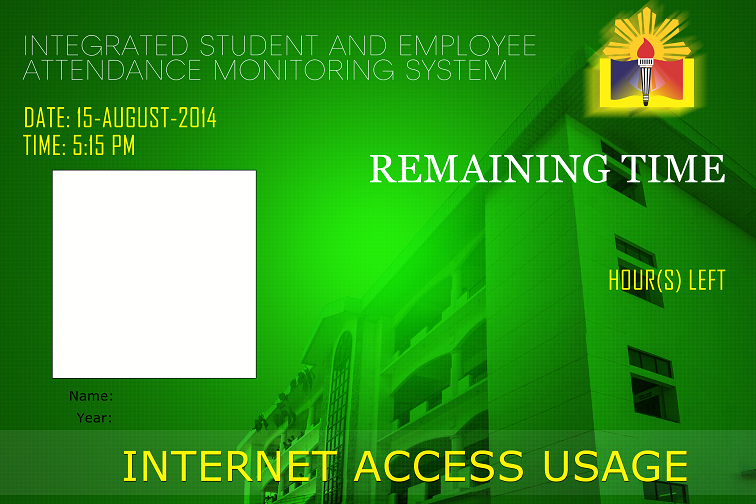 INTEGRATED STUDENT AND EMPLOYEE
ATTENDANCE MONITORING SYSTEM
DATE: 15-AUGUST-2014
TIME: 5:15 PM
REMAINING TIME
HOUR(S) LEFT
Name:
Year:
INTERNET ACCESS USAGE